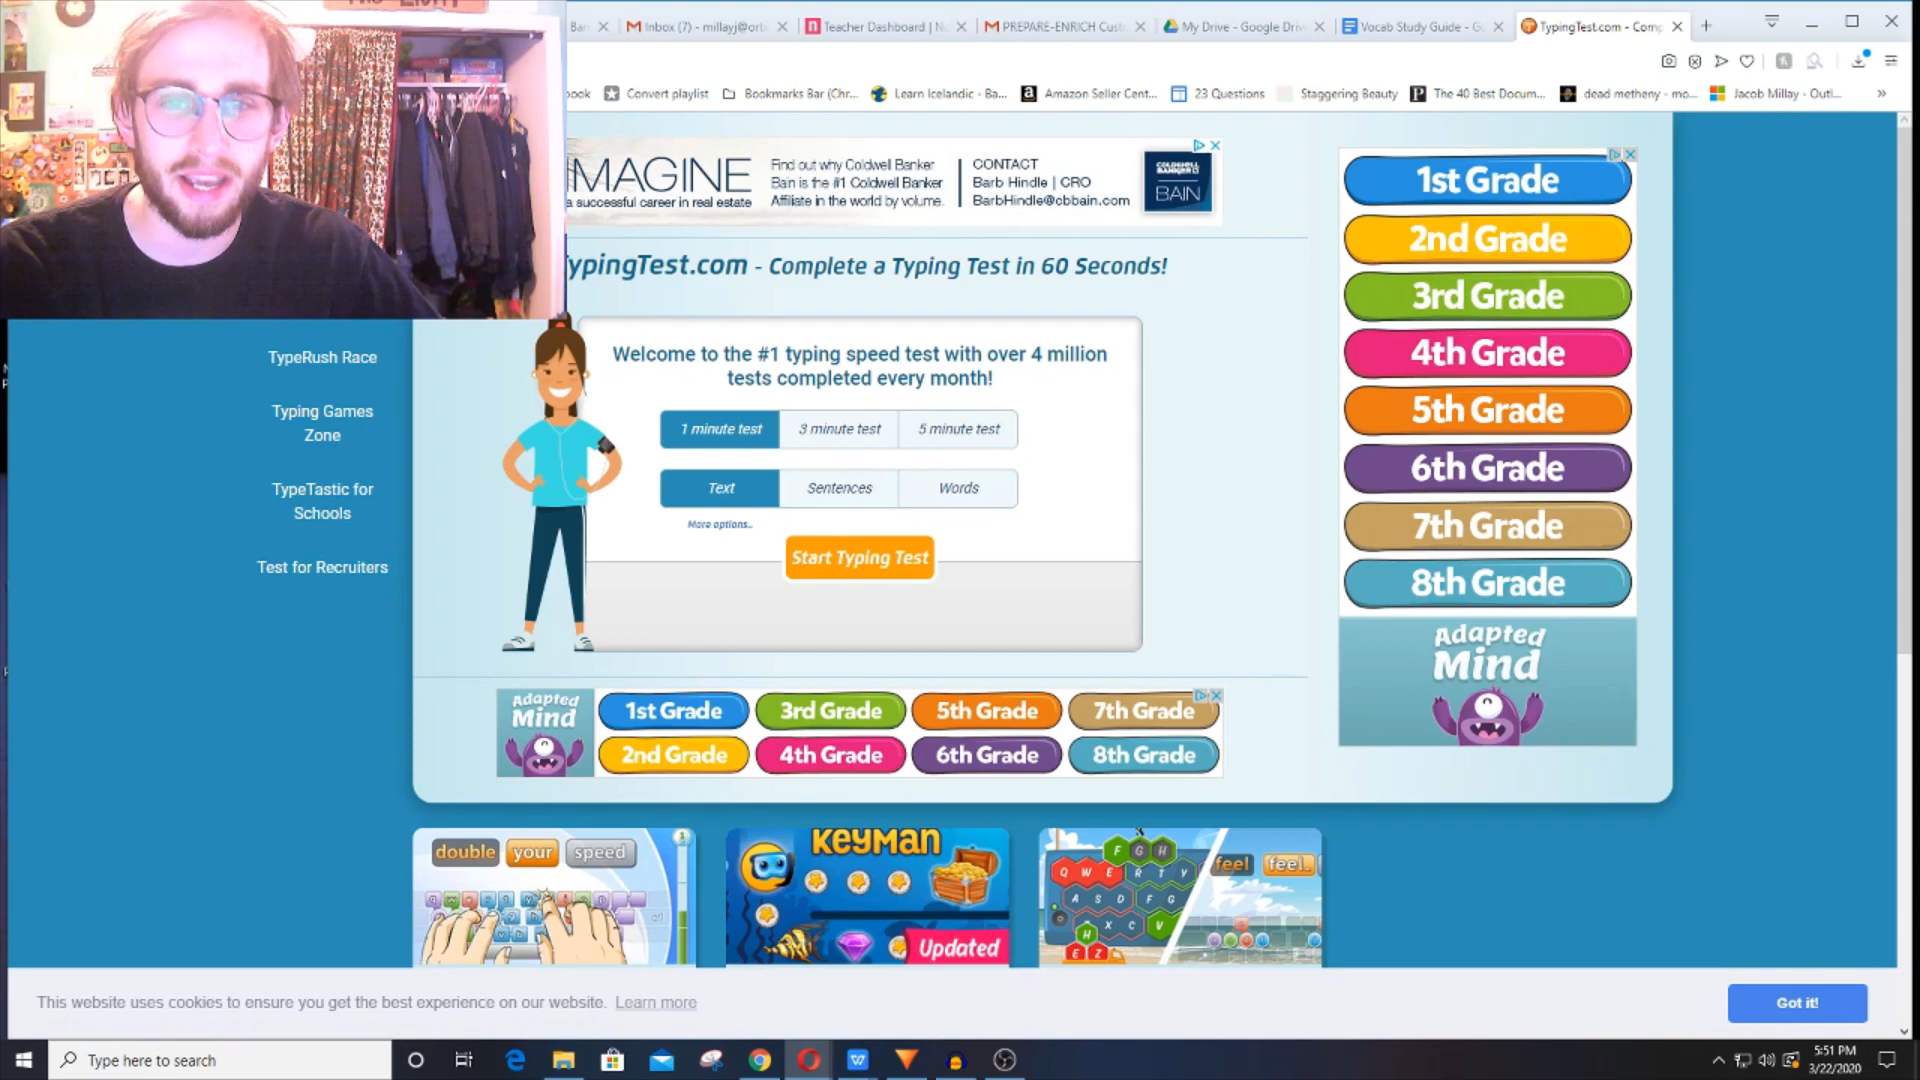 Bar
Inbox (7) - millayj@ort
Teacher Dashboard | N
PREPARE-ENRICH Cust
My Drive - Google Driv
Vocab Study Guide - G
TypingTest.com - Comp
ook
Convert playlist
Bookmarks Bar (Chr...
Learn Icelandic - Ba...
Amazon Seller Cent...
23 Questions
Staggering Beauty
The 40 Best Docum...
dead metheny - mo...
Jacob Millay - Outl...
MAGINE
a successful career in real estate
Find out why Coldwell Banker
Bain is the #1 Coldwell Banker
Affiliate in the world by volume.
CONTACT
Barb Hindle | CRO
BarbHindle@cbbain.com
COLDWELL
BANKER
BAIN
ypingTest.com - Complete a Typing Test in 60 Seconds!
TypeRush Race
Typing Games
Zone
TypeTastic for
Schools
Test for Recruiters
Welcome to the #1 typing speed test with over 4 million
tests completed every month!
1 minute test 3 minute test 5 minute test
Text Sentences Words
More options...
Start Typing Test
1st Grade
2nd Grade
3rd Grade
4th Grade
5th Grade
6th Grade
7th Grade
8th Grade
Adapted
Mind
Adapted
Mind
1st Grade 3rd Grade 5th Grade 7th Grade
2nd Grade 4th Grade 6th Grade 8th Grade
double your speed
KeyMan
Updated
F G H
Q W E R T Y
A S D F G
X C V
H
E Z
feel feel..
This website uses cookies to ensure you get the best experience on our website. Learn more
Got it!
Type here to search
5:51 PM
3/22/2020